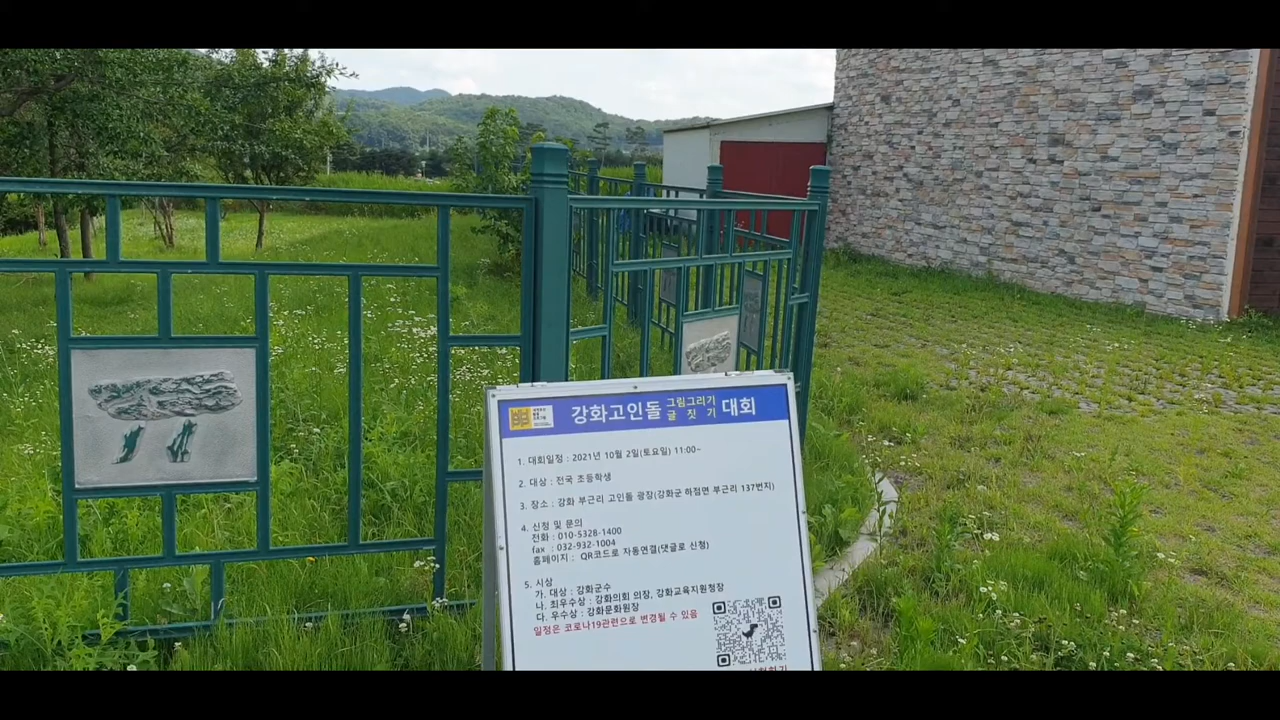 강화고인돌 그림그리기 글짓기 대회
1. 대회일정 : 2021년 10월 2일(토요일) 11:00~
2. 대상 : 전국 초등학생
3. 장소 : 강화 부근리 고인돌 광장(강화군 하점면 부근리 137번지)
4. 신청 및 문의
전화 : 010-5328-1400
fax : 032-932-1004
홈페이지 : QR코드로 자동연결(댓글로 신청)
5. 시상
가. 대상 : 강화군수
나. 최우수상 : 강화의회 의장, 강화교육지원청장
다. 우수상 : 강화문화원장
일정은 코로나19관련으로 변경될 수 있음